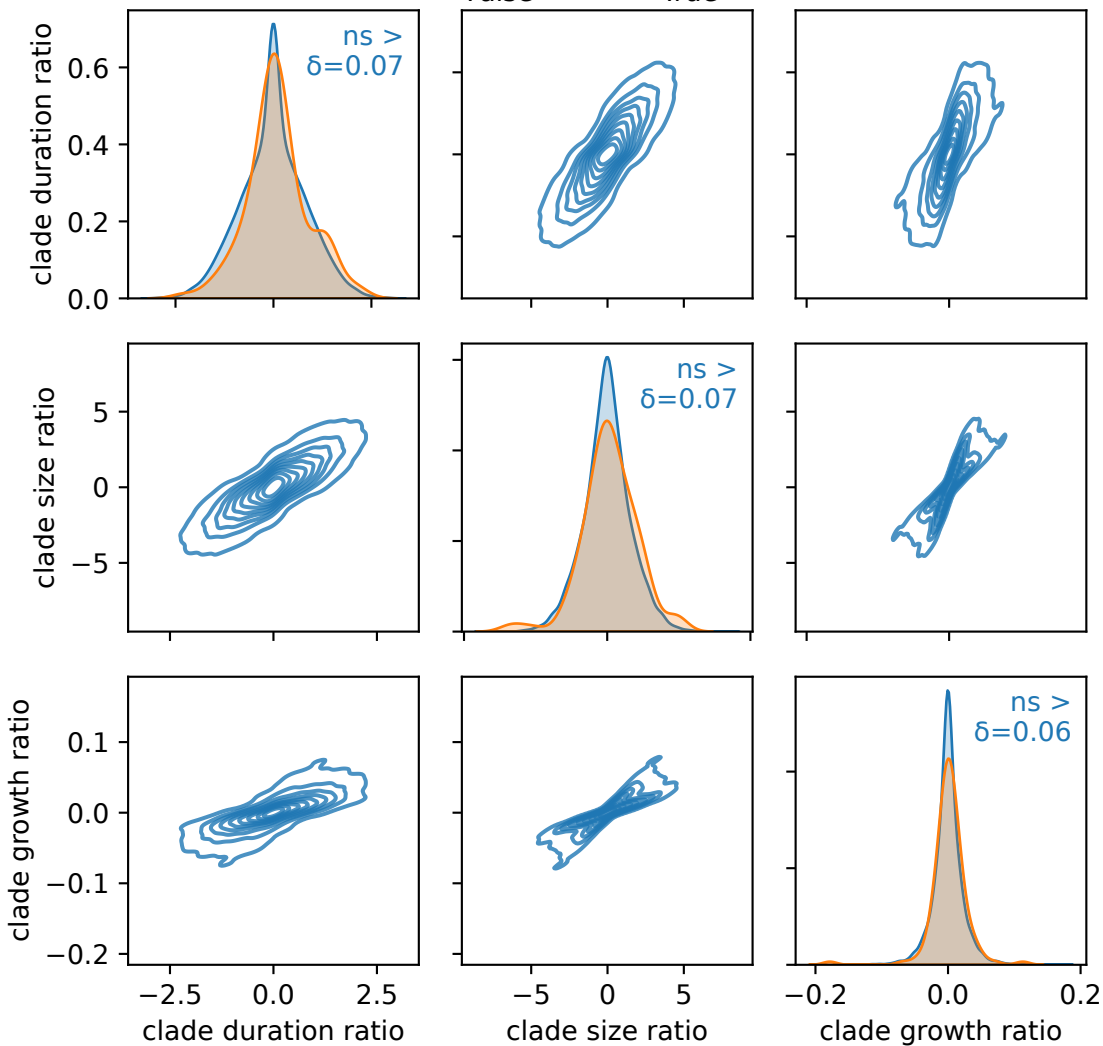 clade duration ratio
0.6
0.4
0.2
0.0
ns >
δ=0.07
clade size ratio
5
0
−5
ns >
δ=0.07
clade growth ratio
0.1
0.0
−0.1
−0.2
ns >
δ=0.06
−2.5 0.0 2.5
−5 0 5
−0.2 0.0 0.2
clade duration ratio
clade size ratio
clade growth ratio